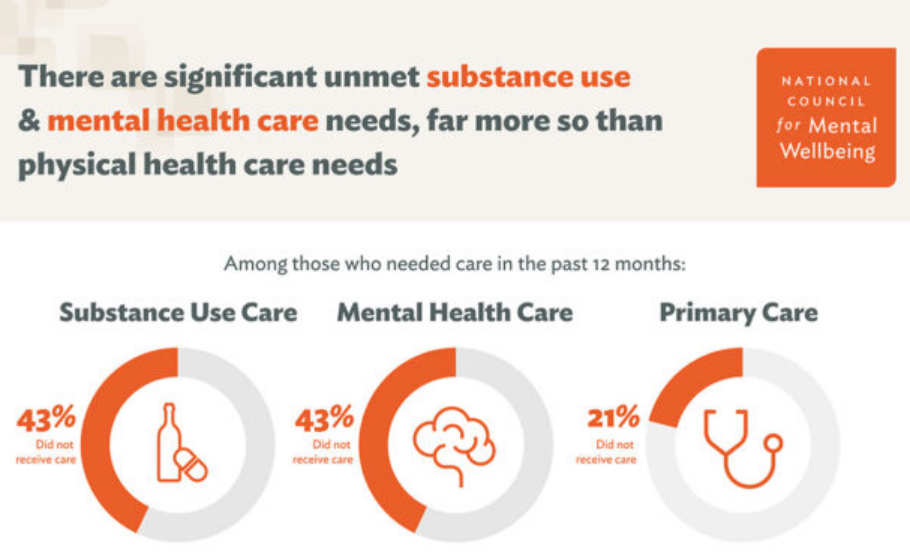 There are significant unmet substance use
& mental health care needs, far more so than
physical health care needs
NATIONAL
COUNCIL
for Mental
Wellbeing
Among those who needed care in the past 12 months:
Substance Use Care
Mental Health Care
Primary Care
43%
Did not
receive care
43%
Did not
receive care
21%
Did not
receive care